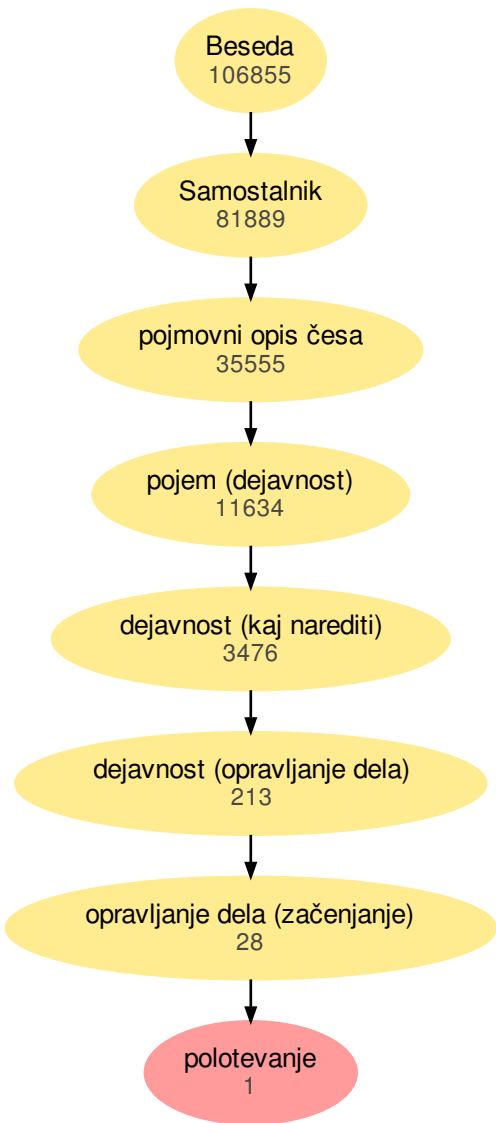 Beseda
106855
Samostalnik
81889
pojmovni opis česa
35555
pojem (dejavnost)
11634
dejavnost (kaj narediti)
3476
dejavnost (opravljanje dela)
213
opravljanje dela (začenjanje)
28
polotevanje
1